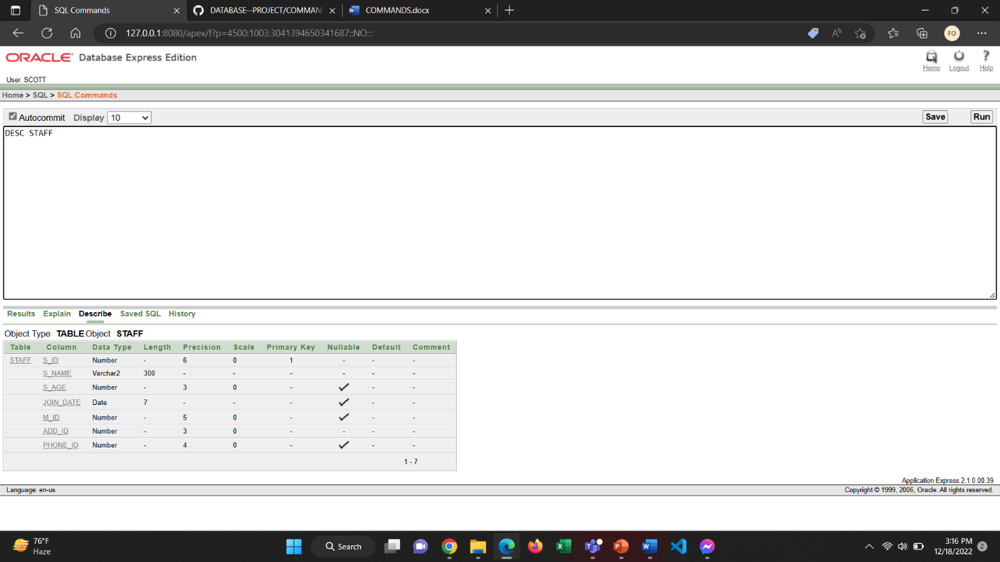 SQL Commands
DATABASE--PROJECT/COMMAN
COMMANDS.docx
127.0.0.1:8080/apex/f?p=4500:1003:3041394650341687::NO:::
FO
ORACLE Database Express Edition
Home Logout Help
User: SCOTT
Home > SQL > SQL Commands
Autocommit Display 10 Save Run
DESC STAFF
Results Explain Describe Saved SQL History
Object Type TABLE Object STAFF
Table Column Data Type Length Precision Scale Primary Key Nullable Default Comment
STAFF S_ID Number - 6 0 1 - - -
S_NAME Varchar2 300 - - - - - -
S_AGE Number - 3 0 - ✓ - -
JOIN_DATE Date 7 - - - ✓ - -
M_ID Number - 5 0 - ✓ - -
ADD_ID Number - 3 0 - - - -
PHONE_ID Number - 4 0 - ✓ - -
1 - 7
Application Express 2.1.0.00.39
Language: en-us Copyright © 1999, 2006, Oracle. All rights reserved.
76°F
Haze
Search
3:16 PM
12/18/2022
2